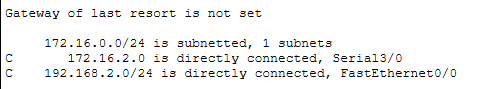 Gateway of last resort is not set
172.16.0.0/24 is subnetted, 1 subnets
C 172.16.2.0 is directly connected, Serial3/0
C 192.168.2.0/24 is directly connected, FastEthernet0/0